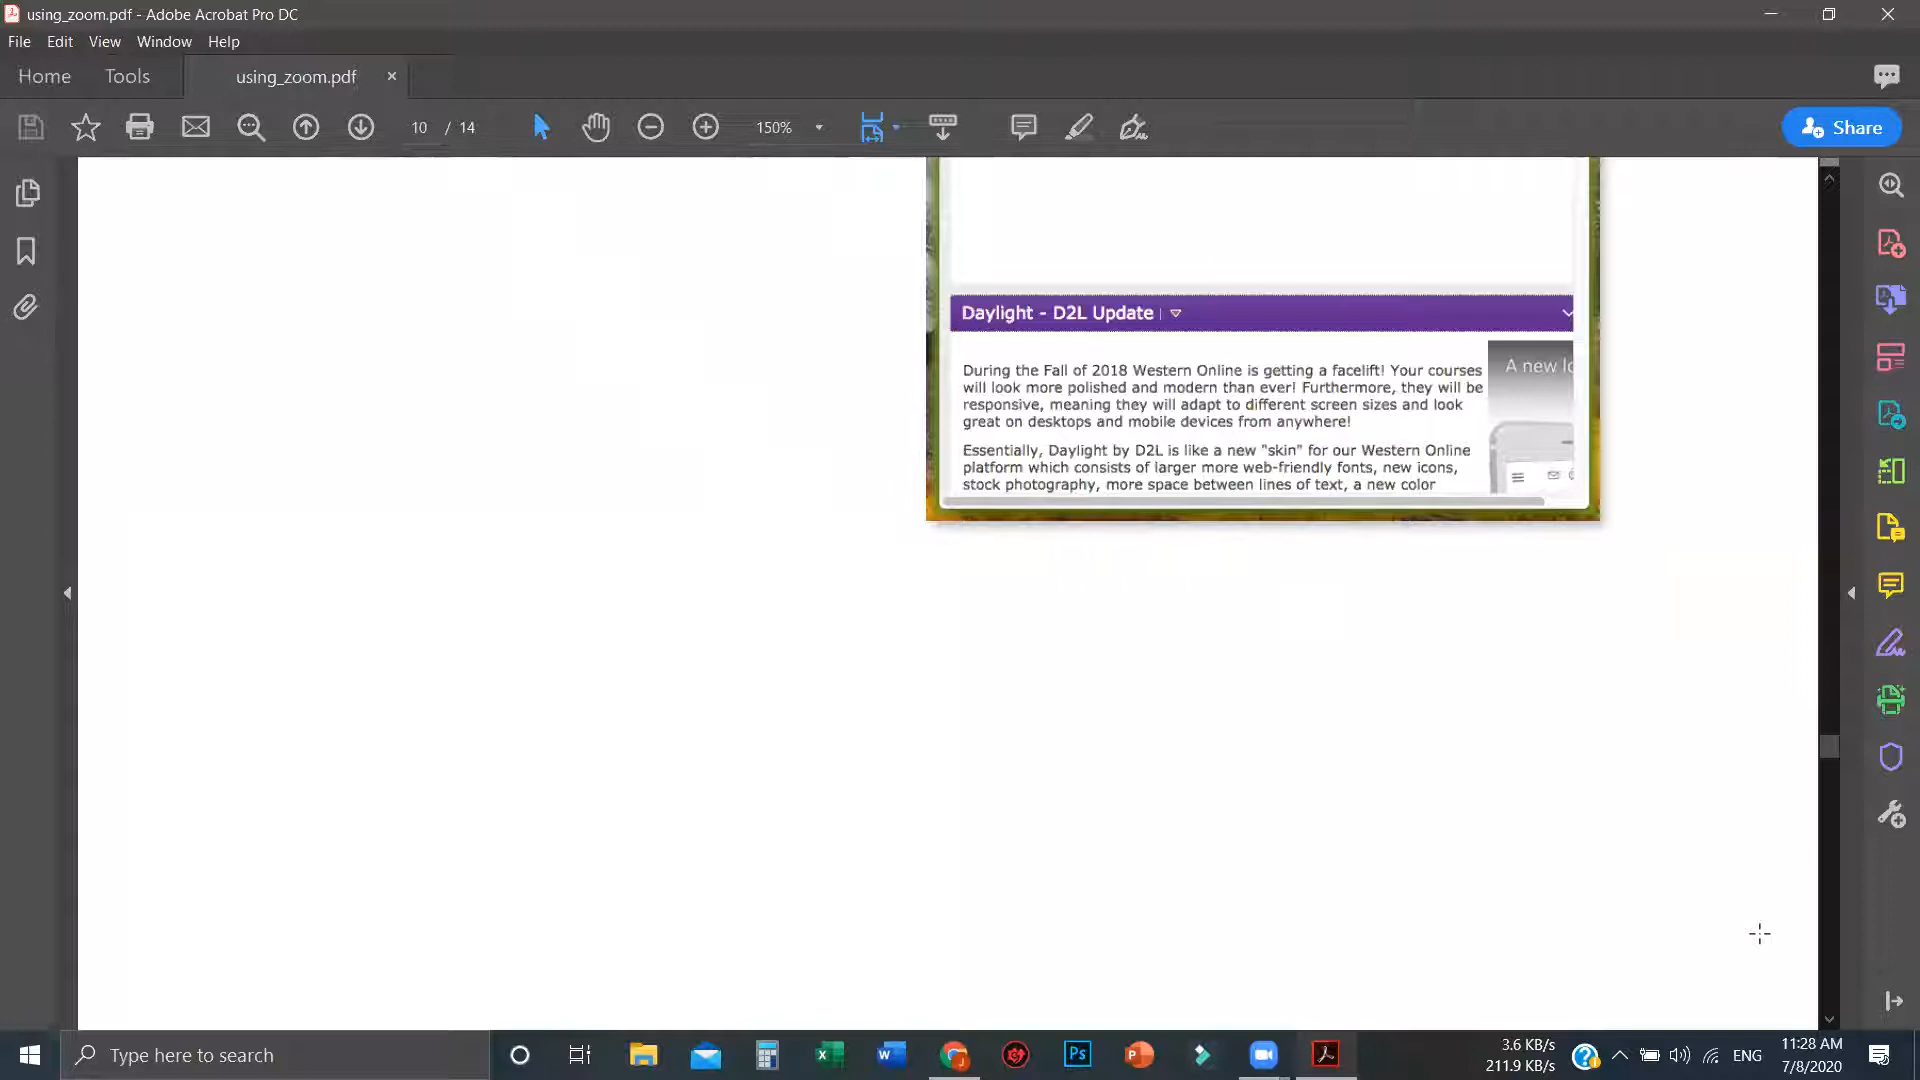 using_zoom.pdf - Adobe Acrobat Pro DC
File Edit View Window Help
Home Tools using_zoom.pdf
10 / 14 150% Share
Daylight - D2L Update
During the Fall of 2018 Western Online is getting a facelift! Your courses
will look more polished and modern than ever! Furthermore, they will be
responsive, meaning they will adapt to different screen sizes and look
great on desktops and mobile devices from anywhere!
Essentially, Daylight by D2L is like a new "skin" for our Western Online
platform which consists of larger more web-friendly fonts, new icons,
stock photography, more space between lines of text, a new color
A new lo
Type here to search
Ps
3.6 KB/s
211.9 KB/s
ENG
11:28 AM
7/8/2020